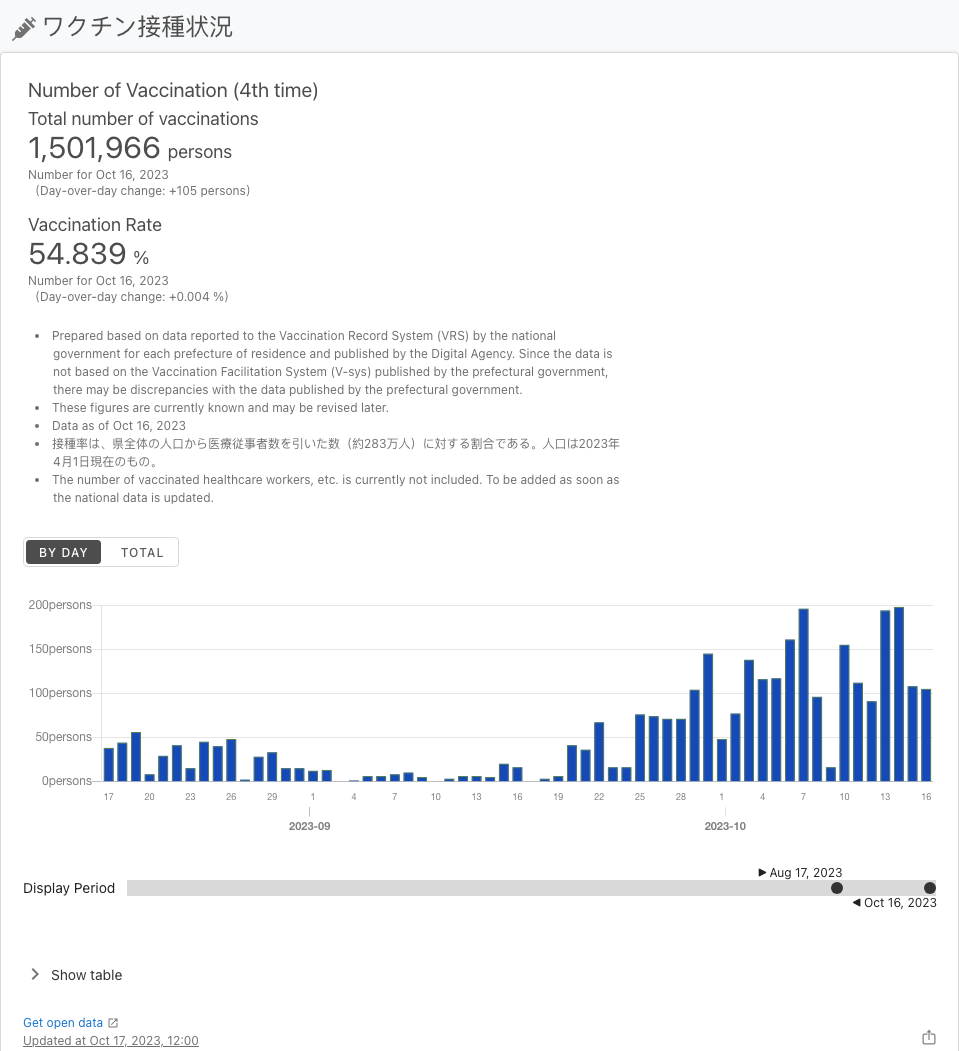 ワクチン接種状況
Number of Vaccination (4th time)
Total number of vaccinations
1,501,966 persons
Number for Oct 16, 2023
(Day-over-day change: +105 persons)
Vaccination Rate
54.839 %
Number for Oct 16, 2023
(Day-over-day change: +0.004 %)
• Prepared based on data reported to the Vaccination Record System (VRS) by the national
government for each prefecture of residence and published by the Digital Agency. Since the data is
not based on the Vaccination Facilitation System (V-sys) published by the prefectural government,
there may be discrepancies with the data published by the prefectural government.
• These figures are currently known and may be revised later.
• Data as of Oct 16, 2023
• 接種率は、県全体の人口から医療従事者数を引いた数（約283万人）に対する割合である。人口は2023年
4月1日現在のもの。
• The number of vaccinated healthcare workers, etc. is currently not included. To be added as soon as
the national data is updated.
BY DAY TOTAL
200persons
150persons
100persons
50persons
0persons
17 20 23 26 29 1 4 7 10 13 16 19 22 25 28 1 4 7 10 13 16
2023-09 2023-10
Aug 17, 2023
Display Period
Oct 16, 2023
Show table
Get open data
Updated at Oct 17, 2023, 12:00